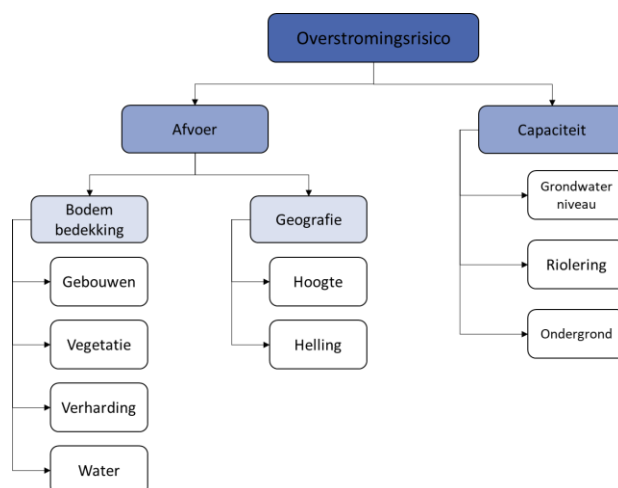 Overstromingsrisico
Afvoer
Capaciteit
Bodem
bedekking
Geografie
Grondwater
niveau
Gebouwen
Hoogte
Riolering
Vegetatie
Helling
Ondergrond
Verharding
Water